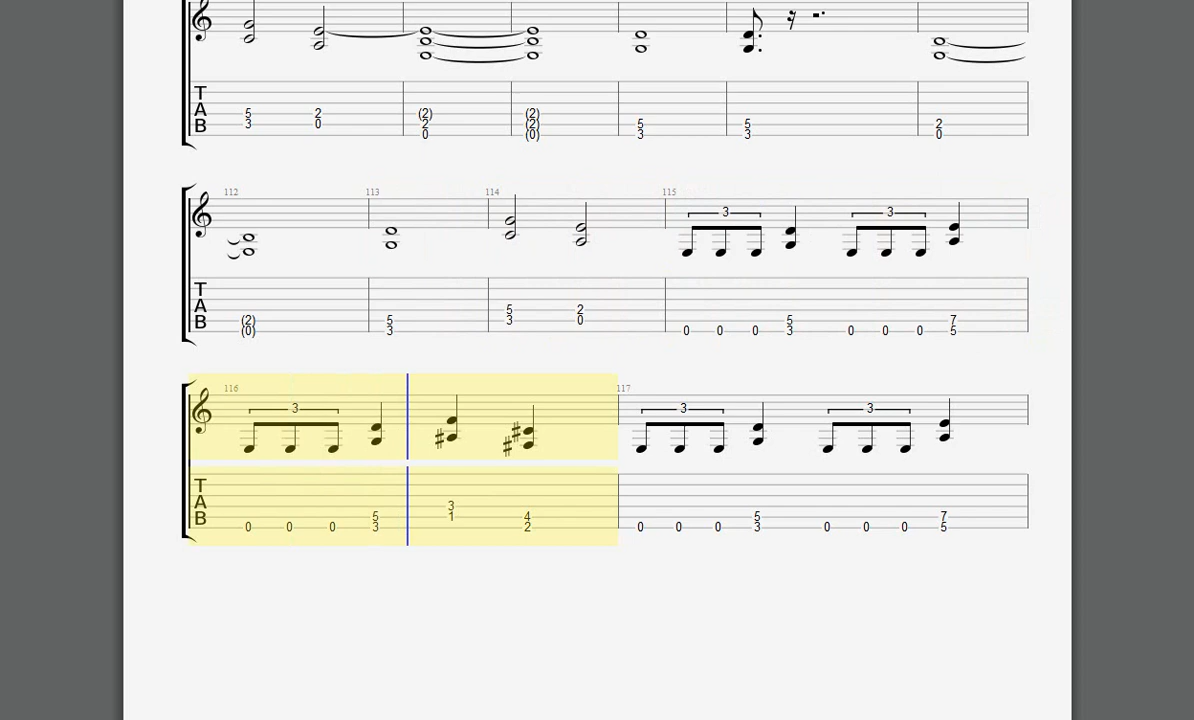 T
A 5 2 (2) (2)
B 3 0 2 (2) 5 5 2
0 (0) 3 3 0
112 113 114 115
3 3
T
A 5 2
B (2) 5 3 0 5 7
(0) 3 0 0 0 3 0 0 0 5
116 117
3 3 3
T
A 3
B 5 1 4 5 7
0 0 0 3 2 0 0 0 3 0 0 0 5